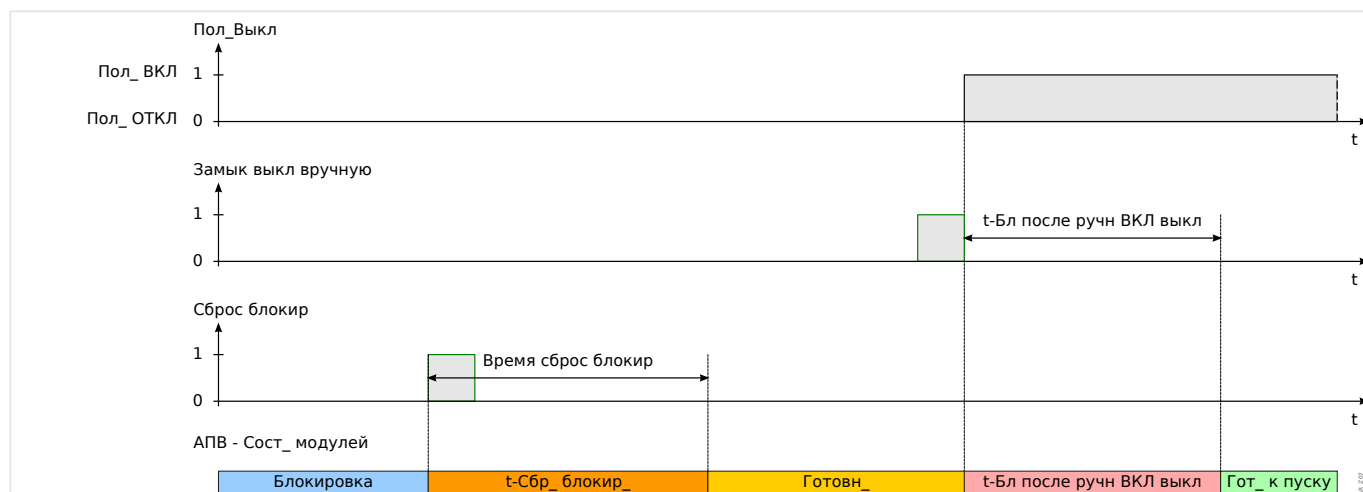 Пол_Выкл
Пол_ ВКЛ 1
Пол_ ОТКЛ 0
t
Замык выкл вручную
1
t-Бл после ручн ВКЛ выкл
0
t
Сброс блокир
1
Время сброс блокир
0
t
АПВ - Сост_ модулей
Блокировка t-Сбр_ блокир_ Готовн_ t-Бл после ручн ВКЛ выкл Гот_ к пуску